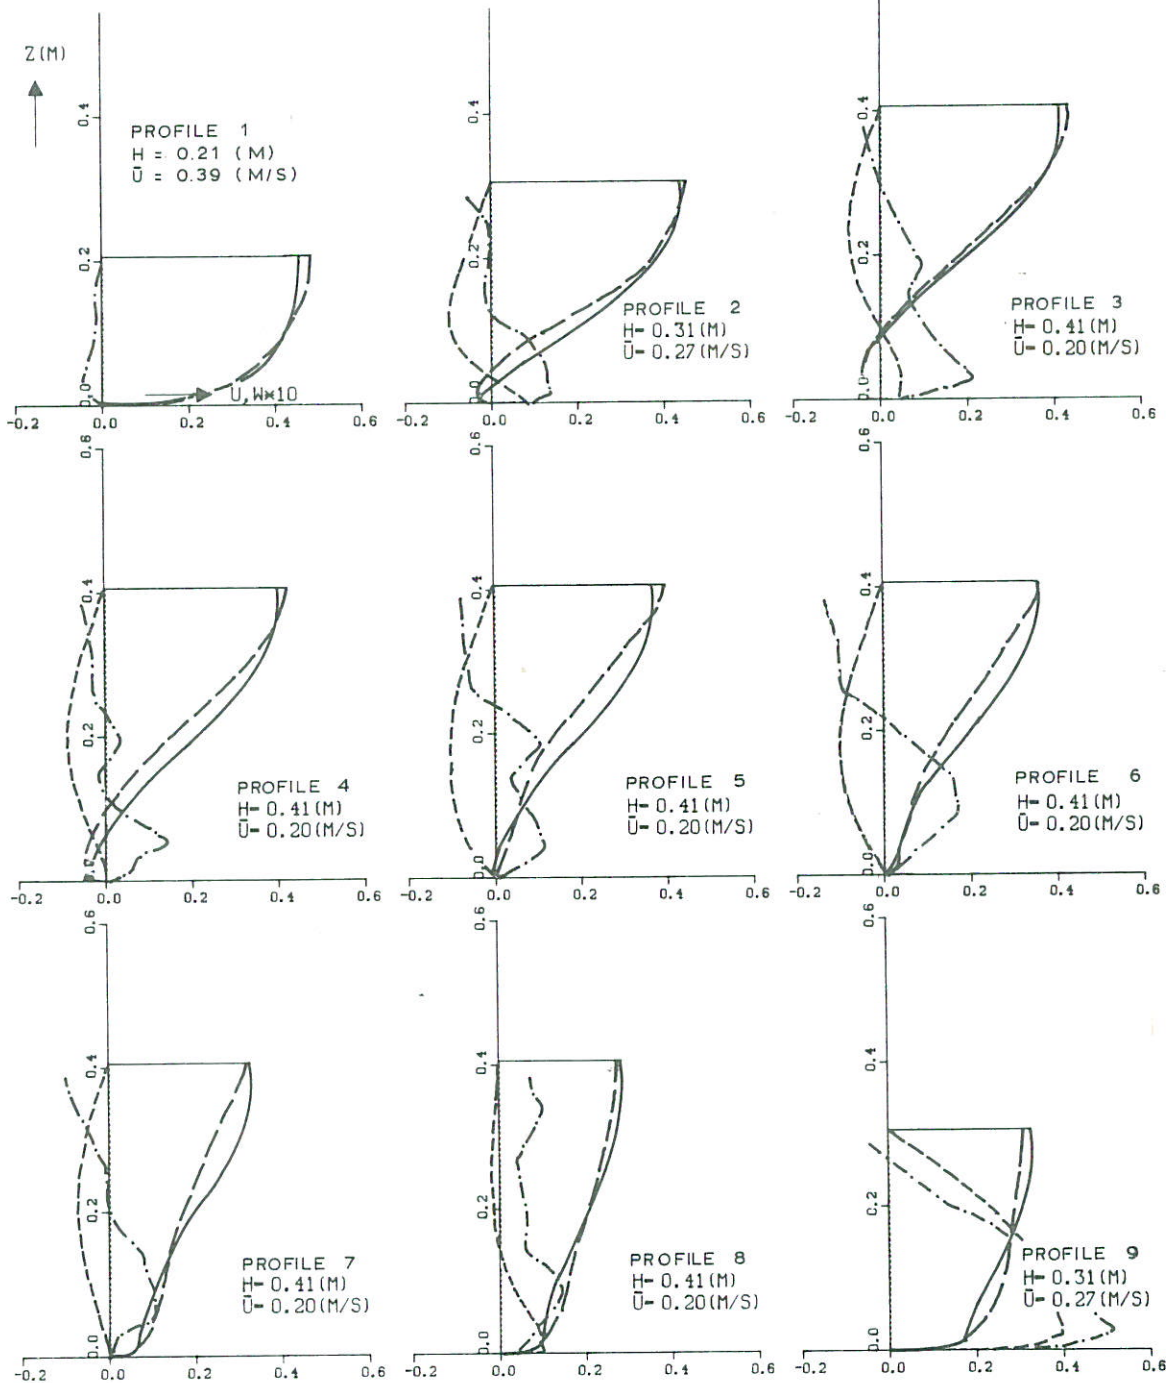 Z(M)
0.4
0.2
0.0
PROFILE 1
H = 0.21 (M)
Ū = 0.39 (M/S)
U, W*10
-0.2 0.0 0.2 0.4 0.6
0.4
0.2
0.0
PROFILE 2
H= 0.31(M)
Ū= 0.27(M/S)
-0.2 0.0 0.2 0.4 0.6
0.4
0.2
0.0
PROFILE 3
H= 0.41(M)
Ū= 0.20(M/S)
-0.2 0.0 0.2 0.4 0.6
0.6
0.4
0.2
0.0
PROFILE 4
H= 0.41(M)
Ū= 0.20(M/S)
-0.2 0.0 0.2 0.4 0.6
0.6
0.4
0.2
0.0
PROFILE 5
H= 0.41(M)
Ū= 0.20(M/S)
-0.2 0.0 0.2 0.4 0.6
0.6
0.4
0.2
0.0
PROFILE 6
H= 0.41(M)
Ū= 0.20(M/S)
-0.2 0.0 0.2 0.4 0.6
0.6
0.4
0.2
0.0
PROFILE 7
H= 0.41(M)
Ū= 0.20(M/S)
-0.2 0.0 0.2 0.4 0.6
0.6
0.4
0.2
0.0
PROFILE 8
H= 0.41(M)
Ū= 0.20(M/S)
-0.2 0.0 0.2 0.4 0.6
0.6
0.4
0.2
0.0
PROFILE 9
H= 0.31(M)
Ū= 0.27(M/S)
-0.2 0.0 0.2 0.4 0.6